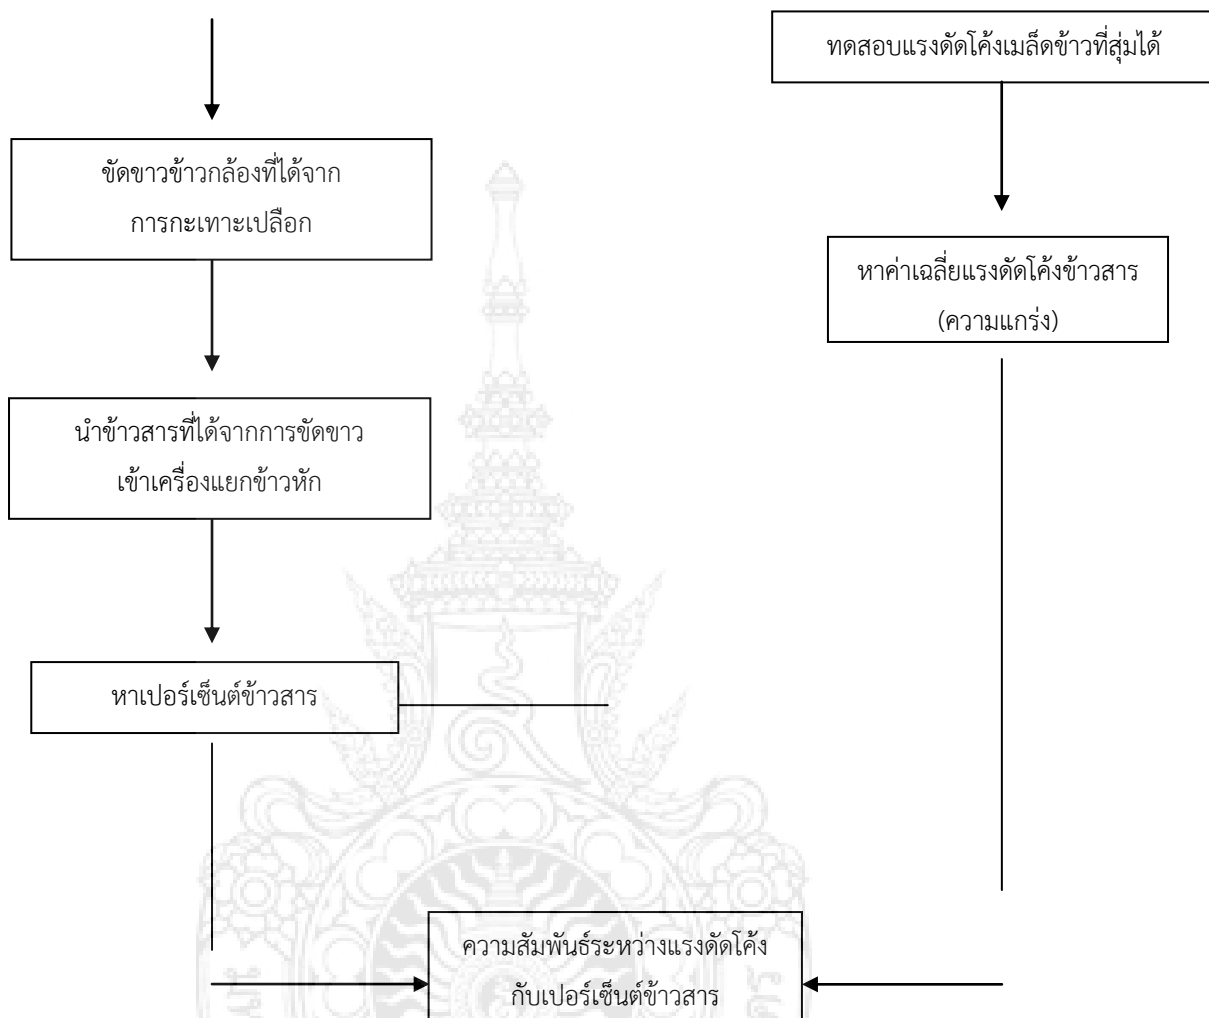 ทดสอบแรงดัดโค้งเมล็ดข้าวที่สุ่มได้
ขัดขาวข้าวกล้องที่ได้จาก
การกะเทาะเปลือก
หาค่าเฉลี่ยแรงดัดโค้งข้าวสาร
(ความแกร่ง)
นำข้าวสารที่ได้จากการขัดขาว
เข้าเครื่องแยกข้าวหัก
หาเปอร์เซ็นต์ข้าวสาร
ความสัมพันธ์ระหว่างแรงดัดโค้ง
กับเปอร์เซ็นต์ข้าวสาร